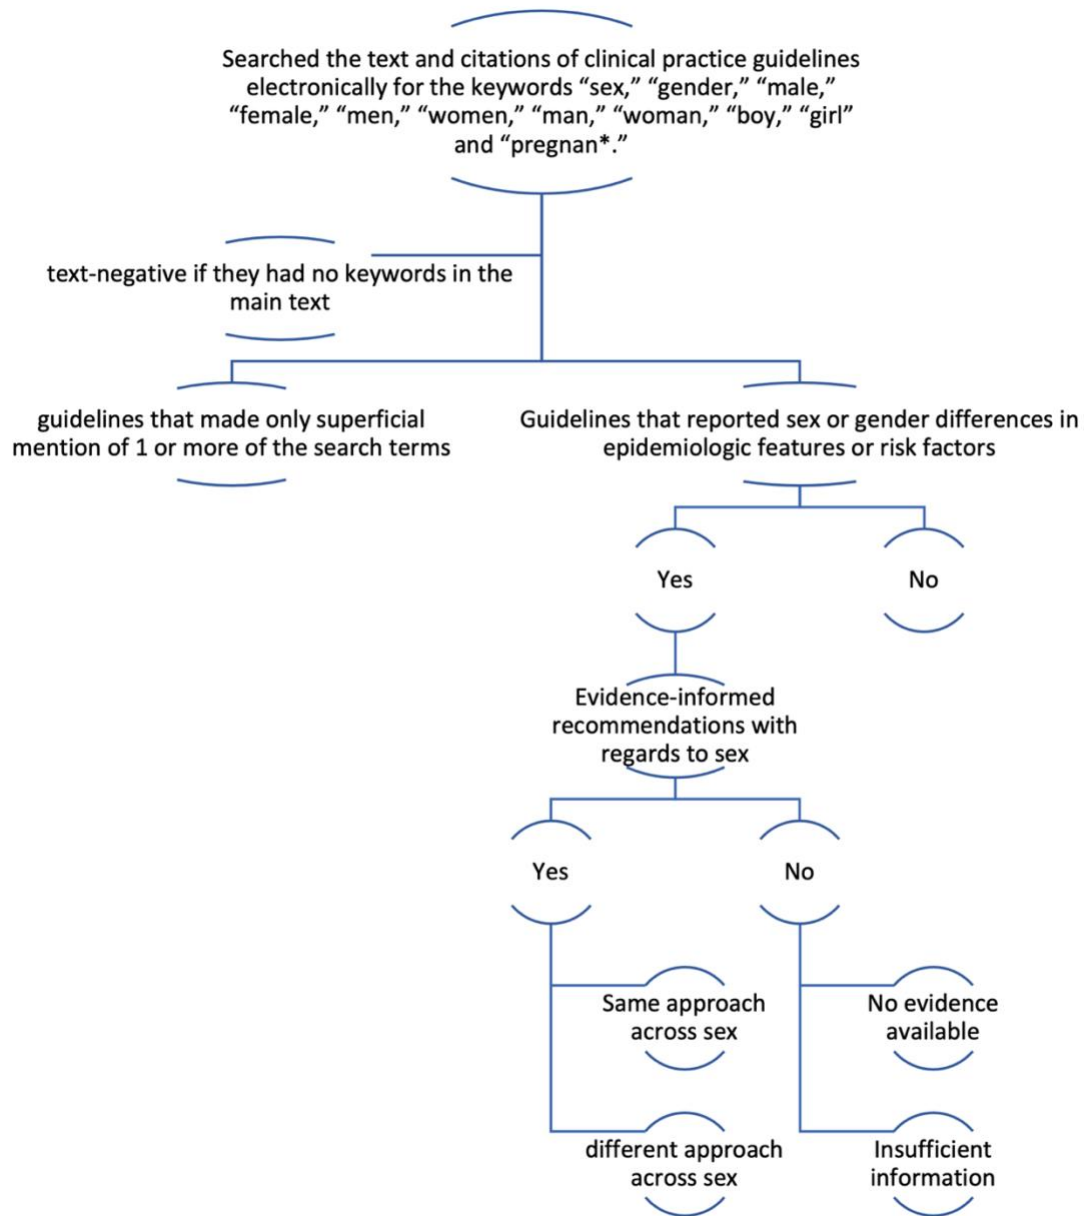 Searched the text and citations of clinical practice guidelines
electronically for the keywords “sex,” “gender,” “male,”
“female,” “men,” “women,” “man,” “woman,” “boy,” “girl”
and “pregnan*.”
text-negative if they had no keywords in the
main text
guidelines that made only superficial
mention of 1 or more of the search terms
Guidelines that reported sex or gender differences in
epidemiologic features or risk factors
Yes
No
Evidence-informed
recommendations with
regards to sex
Yes
No
Same approach
across sex
No evidence
available
different approach
across sex
Insufficient
information